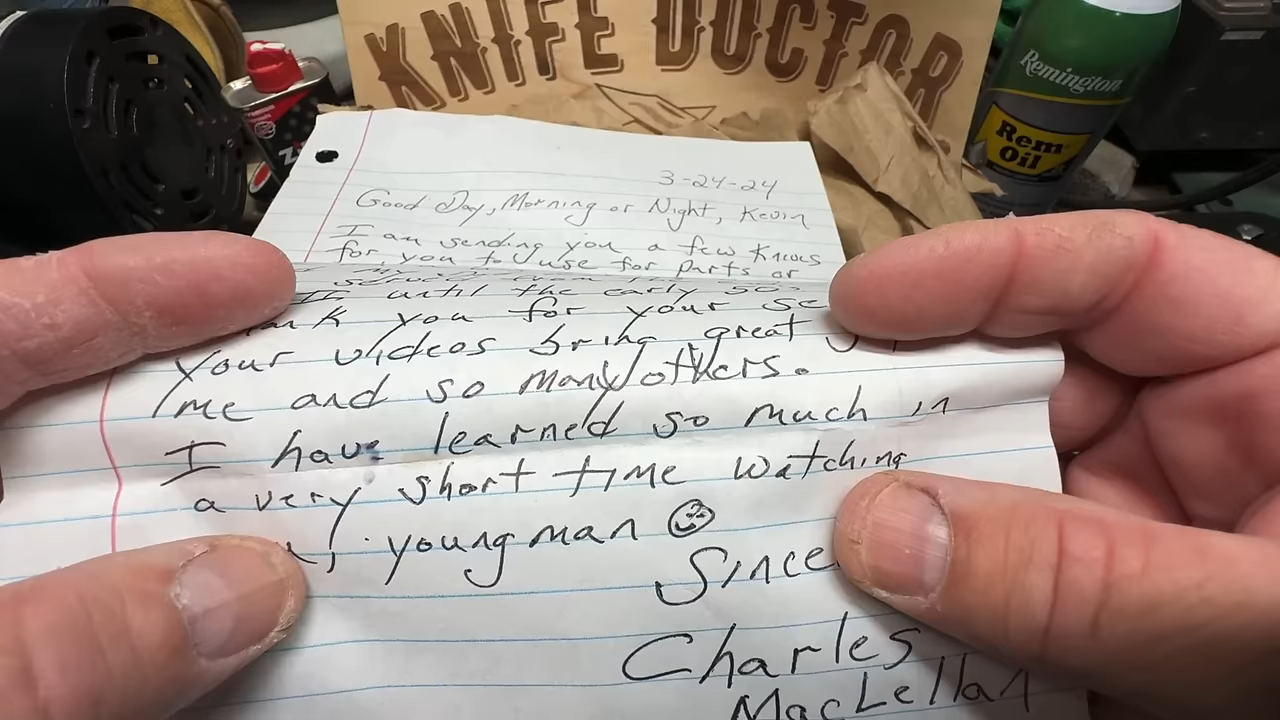 KNIFE DOCTOR
Remington
Rem
Oil
3-24-24
Good Day, Morning or Night, Kevin
I am sending you a few Knives
for you to use for parts or
until the early
you for your se
your videos bring great
me and so many others.
I have learned so much in
a very short time watching
young man
Since
Charles
MacLellan